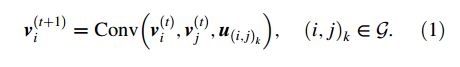 v_i^{(t+1)} = Conv(v_i^{(t)}, v_j^{(t)}, u_{(i,j)_k}), (i,j)_k ∈ 𝒢. (1)